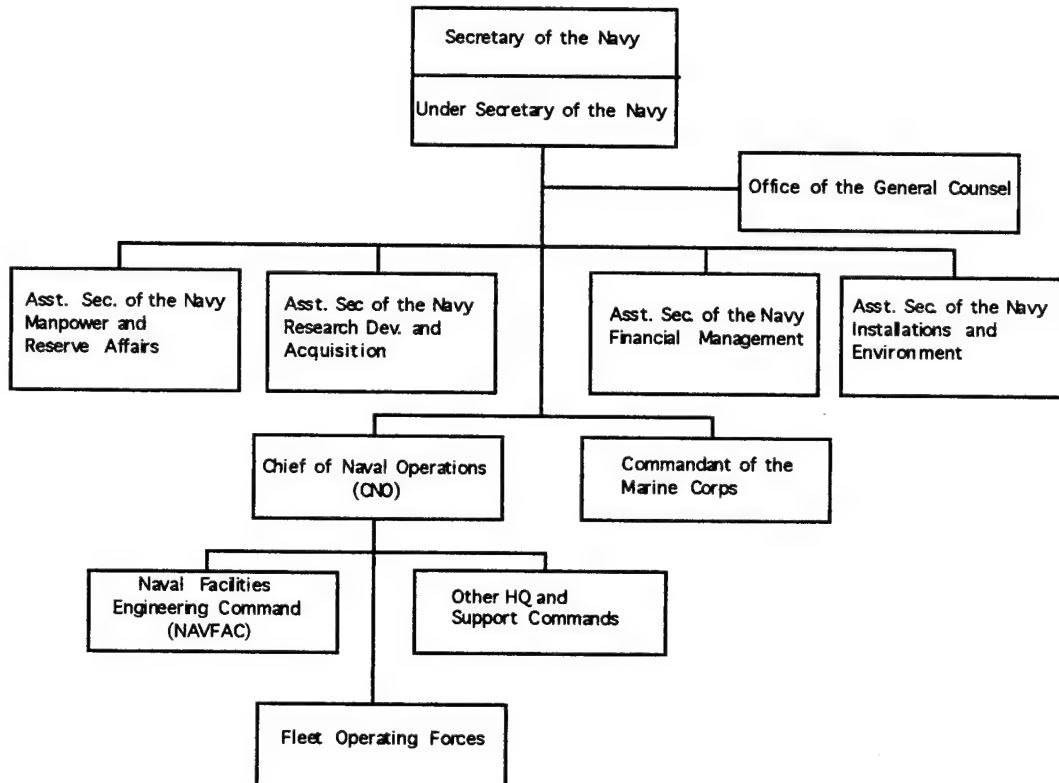 Secretary of the Navy
Under Secretary of the Navy
Office of the General Counsel
Asst. Sec. of the Navy
Manpower and
Reserve Affairs
Asst. Sec of the Navy
Research Dev. and
Acquisition
Asst. Sec. of the Navy
Financial Management
Asst. Sec. of the Navy
Installations and
Environment
Chief of Naval Operations
(CNO)
Commandant of the
Marine Corps
Naval Facilities
Engineering Command
(NAVFAC)
Other HQ and
Support Commands
Fleet Operating Forces